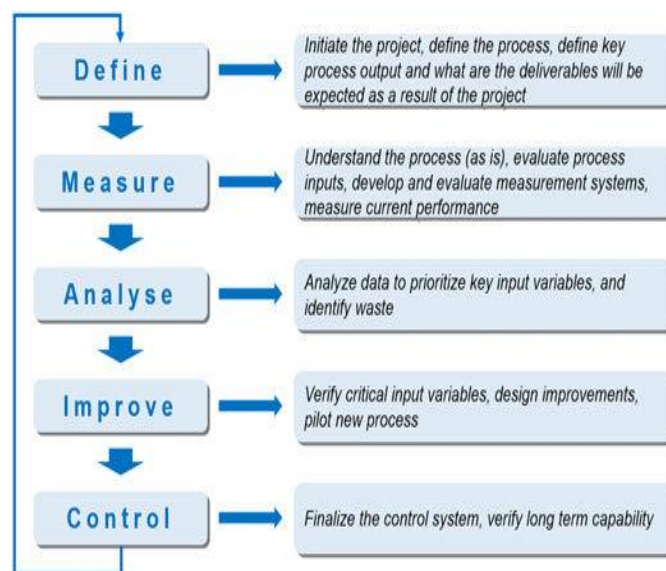 Define
Initiate the project, define the process, define key
process output and what are the deliverables will be
expected as a result of the project
Measure
Understand the process (as is), evaluate process
inputs, develop and evaluate measurement systems,
measure current performance
Analyse
Analyze data to prioritize key input variables, and
identify waste
Improve
Verify critical input variables, design improvements,
pilot new process
Control
Finalize the control system, verify long term capability